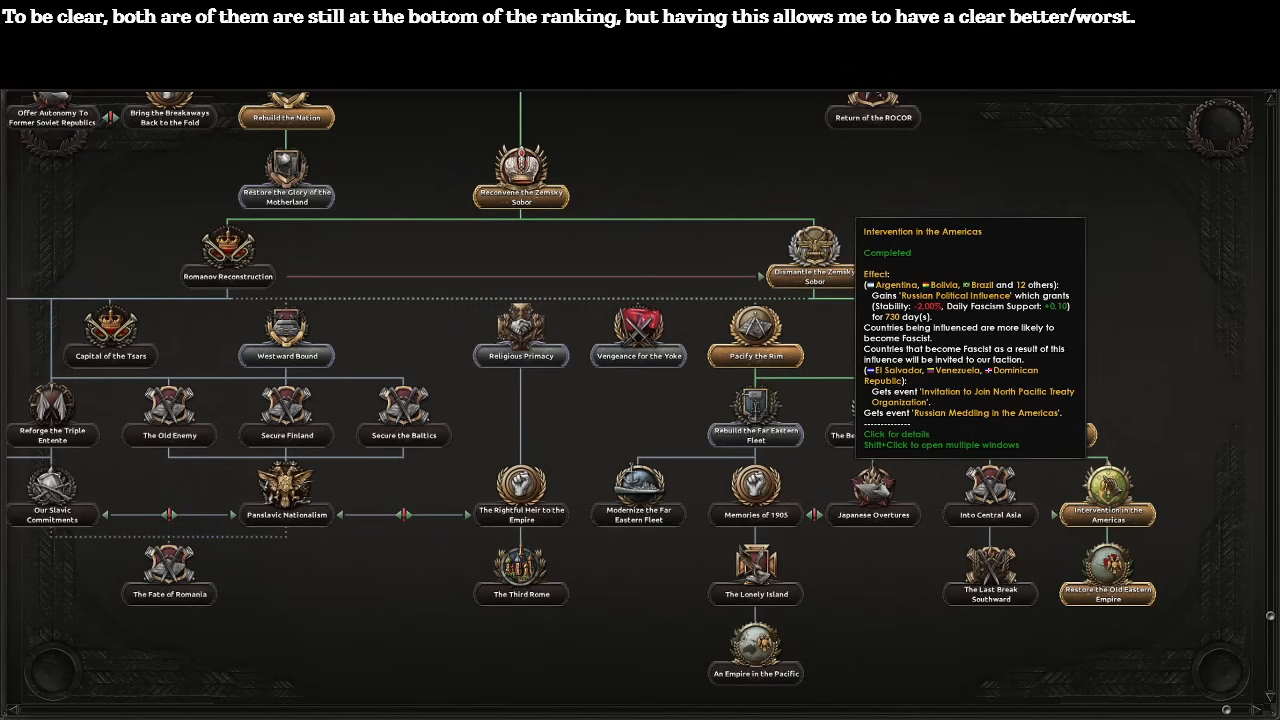 To be clear, both are of them are still at the bottom of the ranking, but having this allows me to have a clear better/worst.
Offer Autonomy To
Former Soviet Republics
Bring the Breakaways
Back to the Fold
Rebuild the Nation
Return of the ROCOR
Restore the Glory of the
Motherland
Reconvene the Zemsky
Sobor
Romanov Reconstruction
Dismantle the Zemsky
Sobor
Intervention in the Americas
Completed
Effect:
(Argentina, Bolivia, Brazil and 12 others):
Gains 'Russian Political Influence' which grants
(Stability: -2.00%, Daily Fascism Support: +0.10)
for 730 day(s).
Countries being influenced are more likely to
become Fascist.
Countries that become Fascist as a result of this
influence will be invited to our faction.
(El Salvador, Venezuela, Dominican
Republic):
Gets event 'Invitation to Join North Pacific Treaty
Organization'.
Gets event 'Russian Meddling in the Americas'.
-------------
Click for details
Shift+Click to open multiple windows
Capital of the Tsars
Westward Bound
Religious Primacy
Vengeance for the Yoke
Pacify the Rim
Reforge the Triple
Entente
The Old Enemy
Secure Finland
Secure the Baltics
Rebuild the Far Eastern
Fleet
The Be
Our Slavic
Commitments
Panslavic Nationalism
The Rightful Heir to the
Empire
Modernize the Far
Eastern Fleet
Memories of 1905
Japanese Overtures
Into Central Asia
Intervention in the
Americas
The Fate of Romania
The Third Rome
The Lonely Island
The Last Break
Southward
Restore the Old Eastern
Empire
An Empire in the Pacific